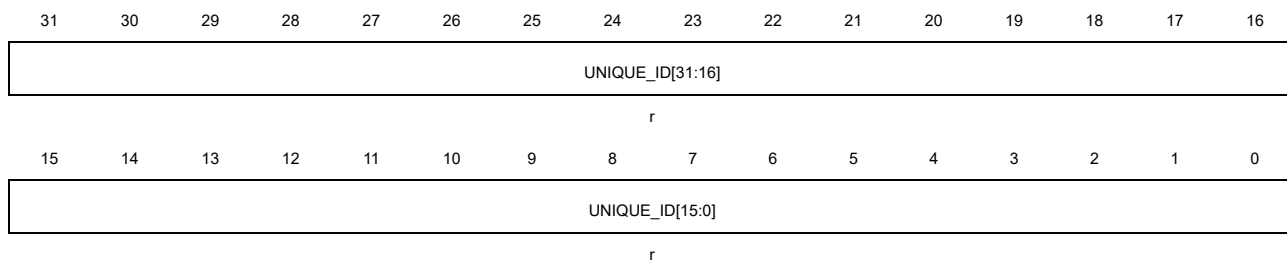 31 30 29 28 27 26 25 24 23 22 21 20 19 18 17 16
UNIQUE_ID[31:16]
r
15 14 13 12 11 10 9 8 7 6 5 4 3 2 1 0
UNIQUE_ID[15:0]
r